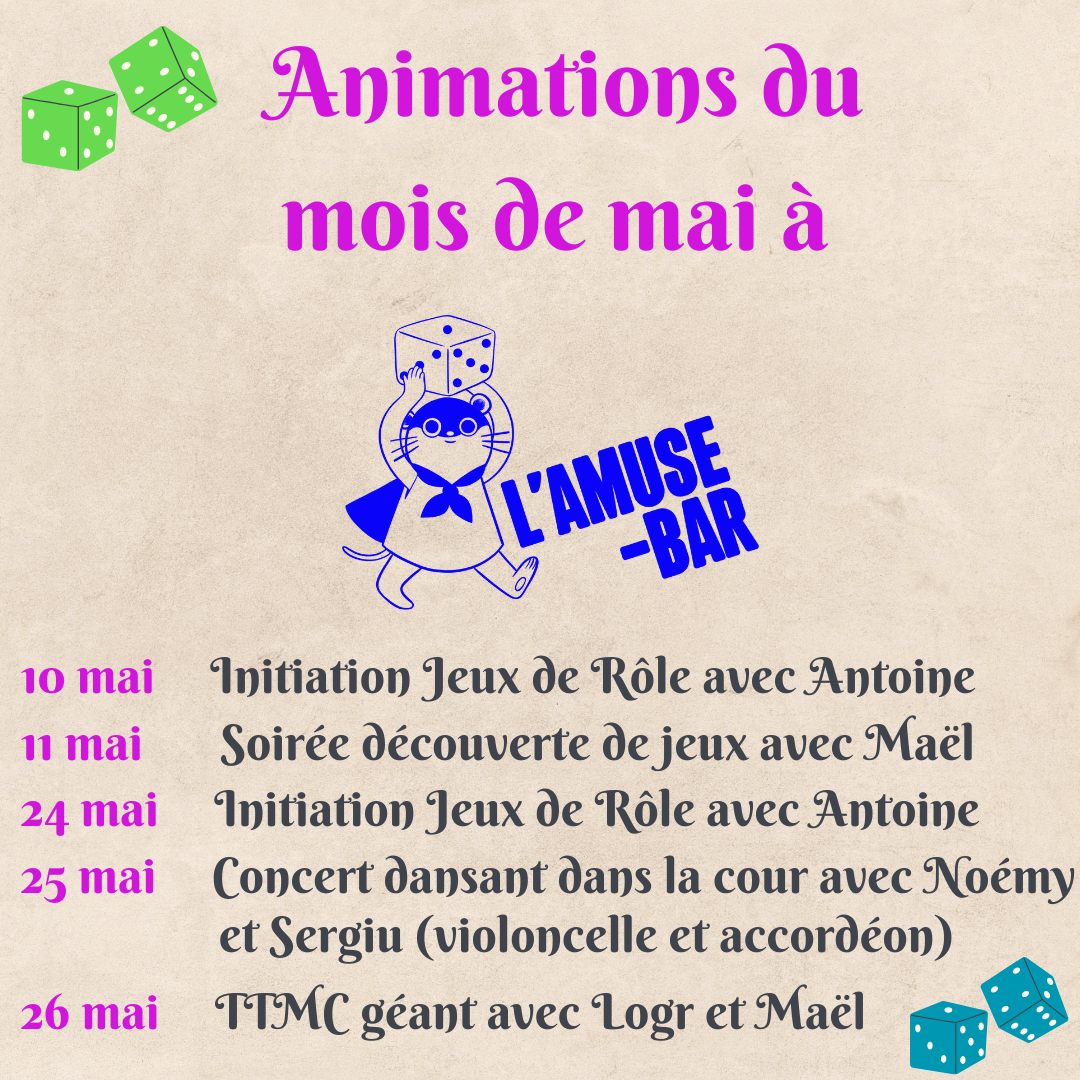 Animations du
mois de mai à
L'AMUSE
-BAR
10 mai Initiation Jeux de Rôle avec Antoine
11 mai Soirée découverte de jeux avec Maël
24 mai Initiation Jeux de Rôle avec Antoine
25 mai Concert dansant dans la cour avec Noémy
et Sergiu (violoncelle et accordéon)
26 mai TTMC géant avec Logr et Maël